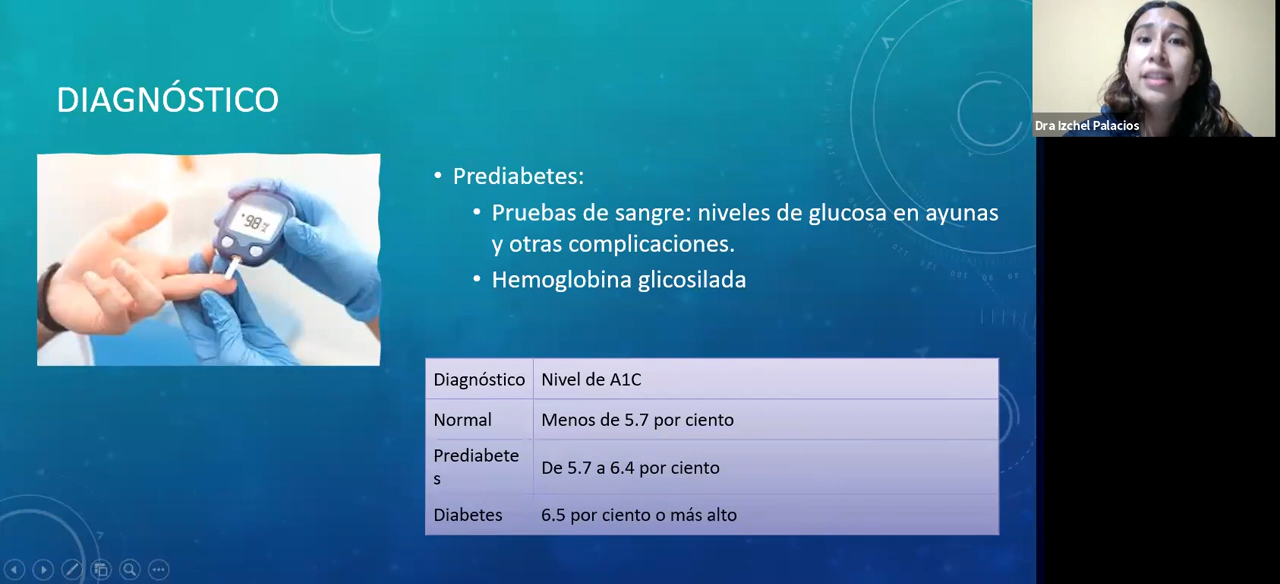 DIAGNÓSTICO
Dra Izchel Palacios
98
• Prediabetes:
• Pruebas de sangre: niveles de glucosa en ayunas
y otras complicaciones.
• Hemoglobina glicosilada
Diagnóstico Nivel de A1C
Normal Menos de 5.7 por ciento
Prediabete
s
De 5.7 a 6.4 por ciento
Diabetes 6.5 por ciento o más alto